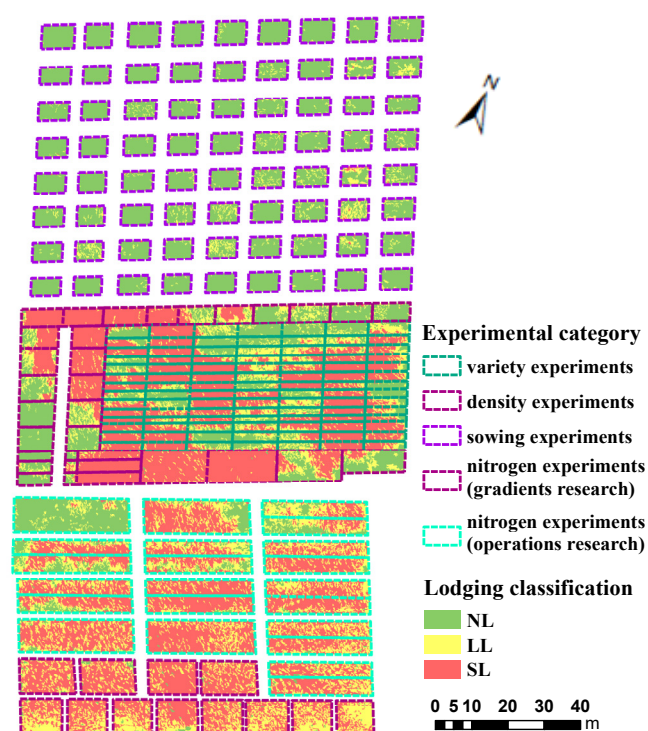 N
Experimental category
variety experiments
density experiments
sowing experiments
nitrogen experiments
(gradients research)
nitrogen experiments
(operations research)
Lodging classification
NL
LL
SL
0 5 10 20 30 40
m